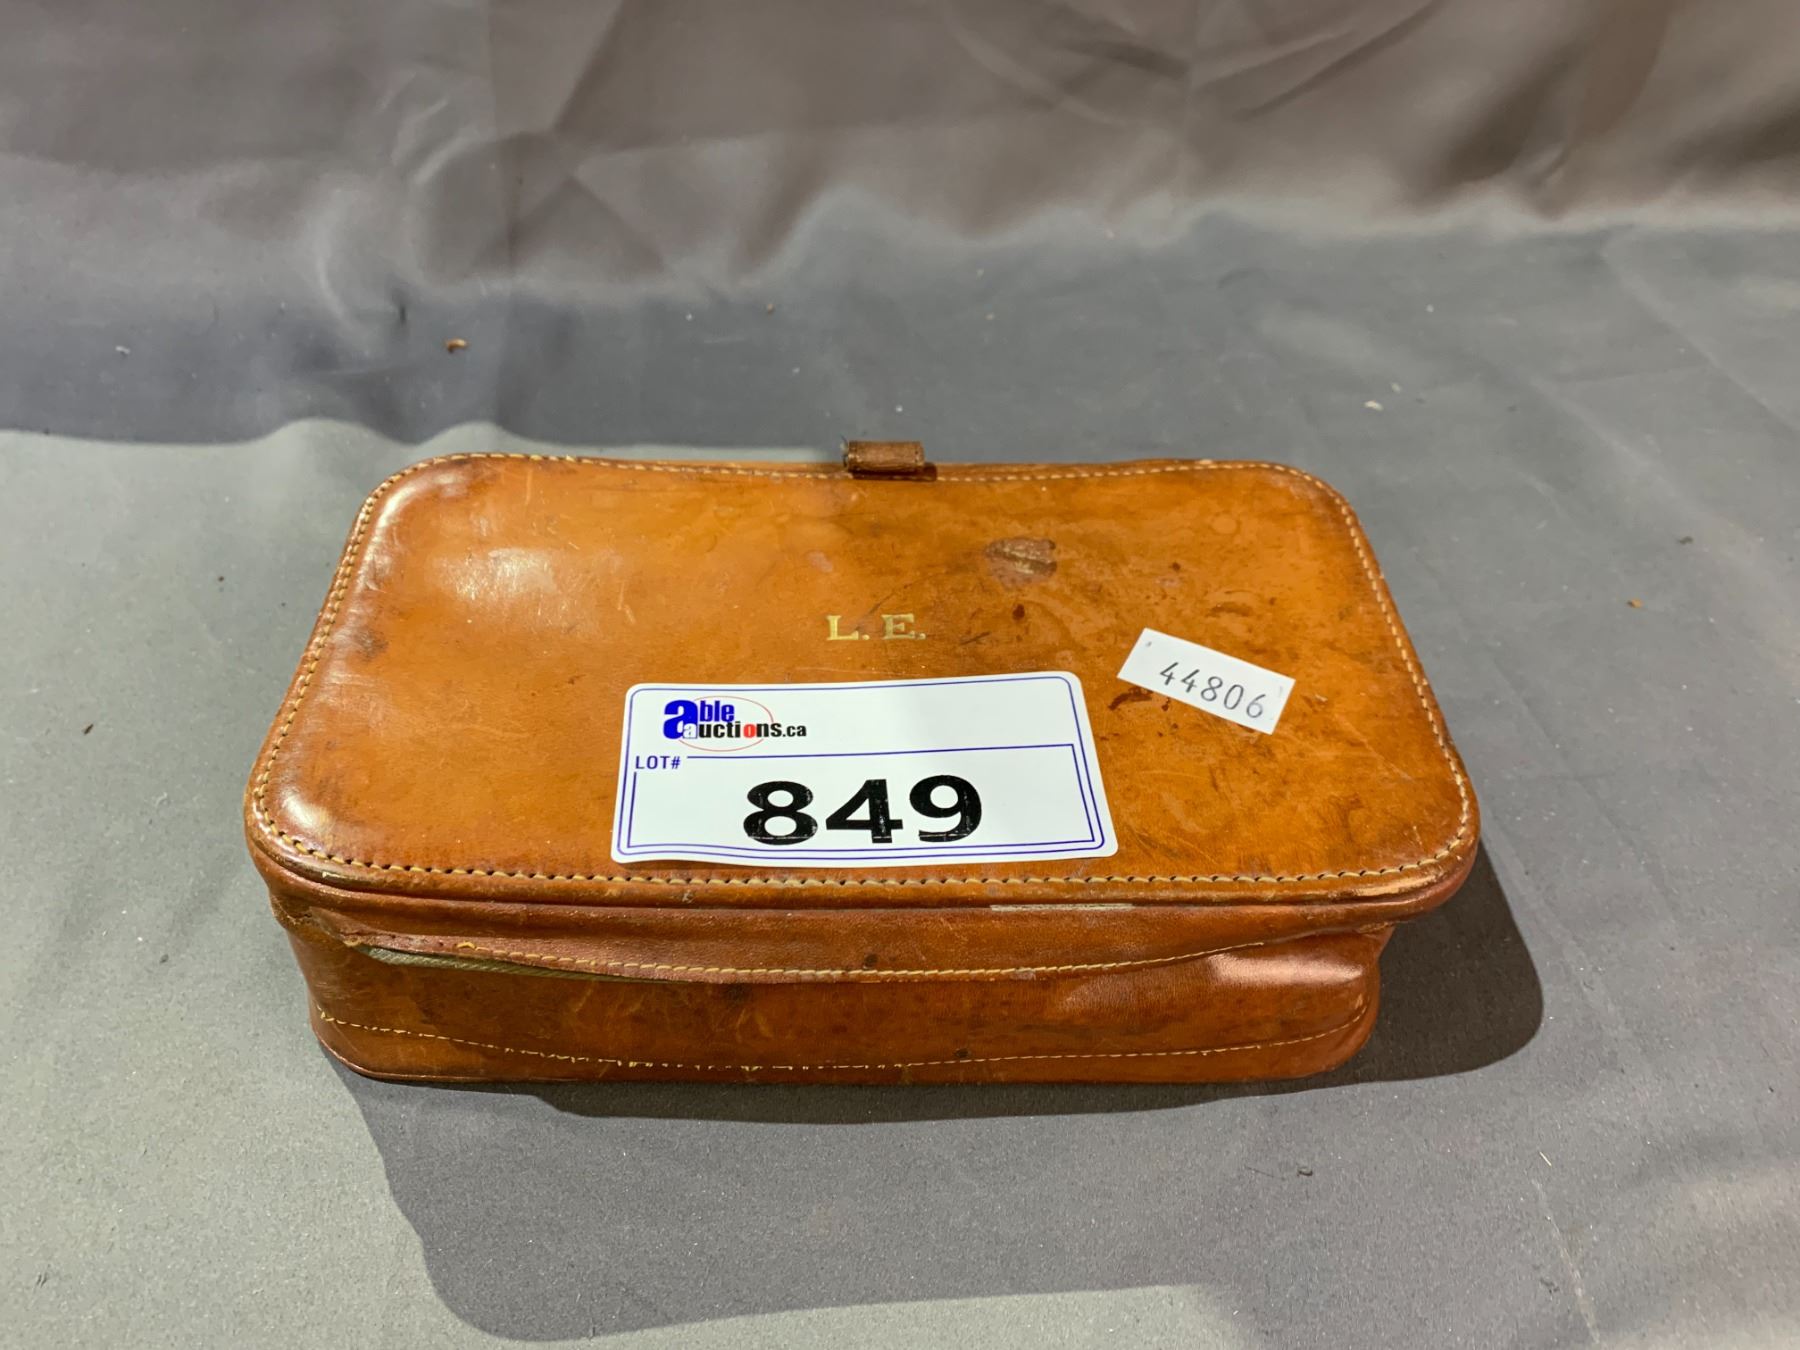 L. E.
44806
able
auctions.ca
LOT#
849